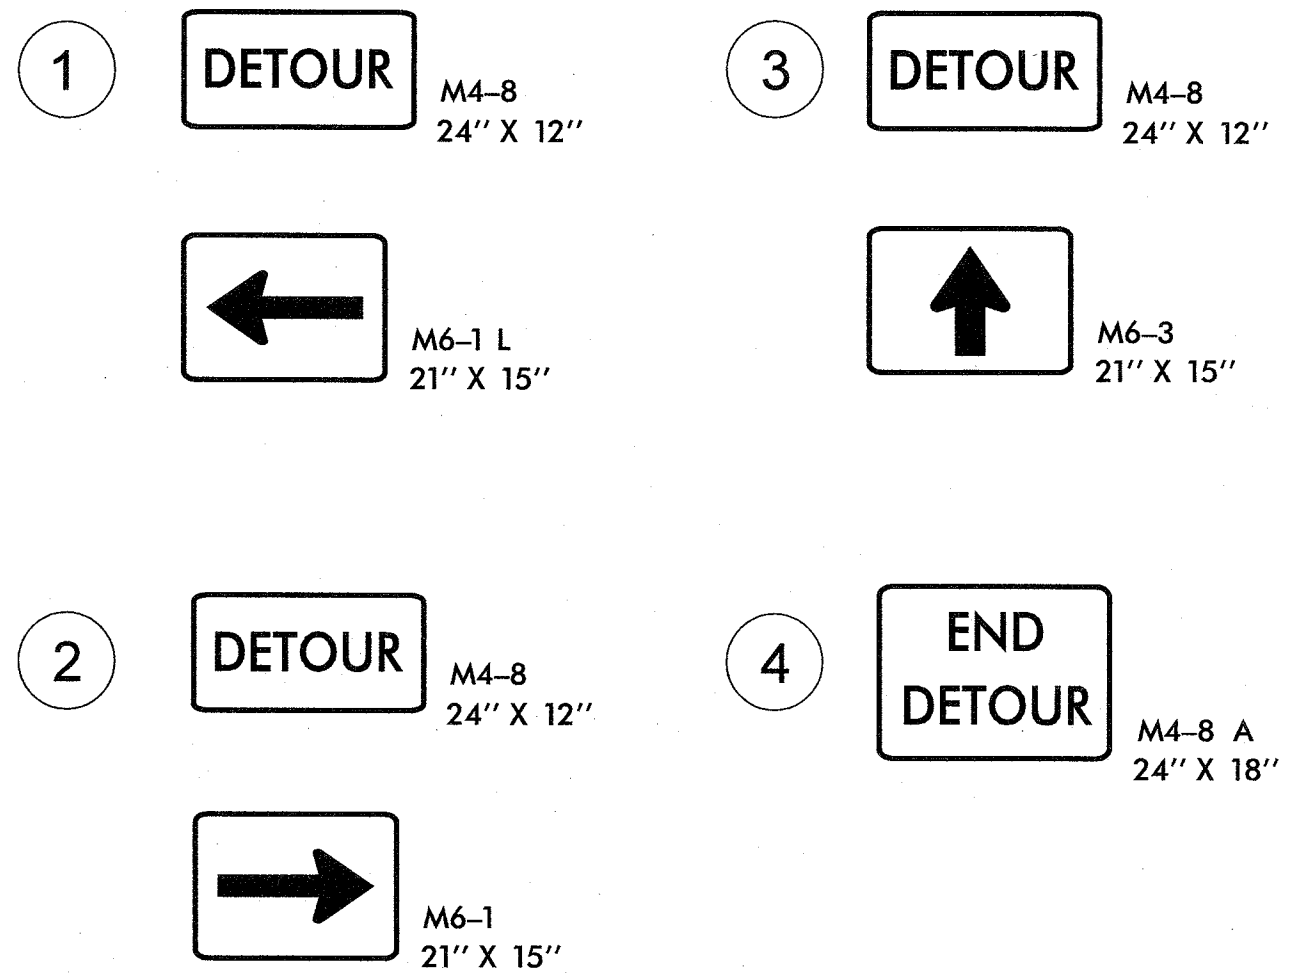 1
DETOUR
M4–8
24" X 12"
M6–1 L
21" X 15"
2
DETOUR
M4–8
24" X 12"
M6–1
21" X 15"
3
DETOUR
M4–8
24" X 12"
M6–3
21" X 15"
4
END
DETOUR
M4–8 A
24" X 18"